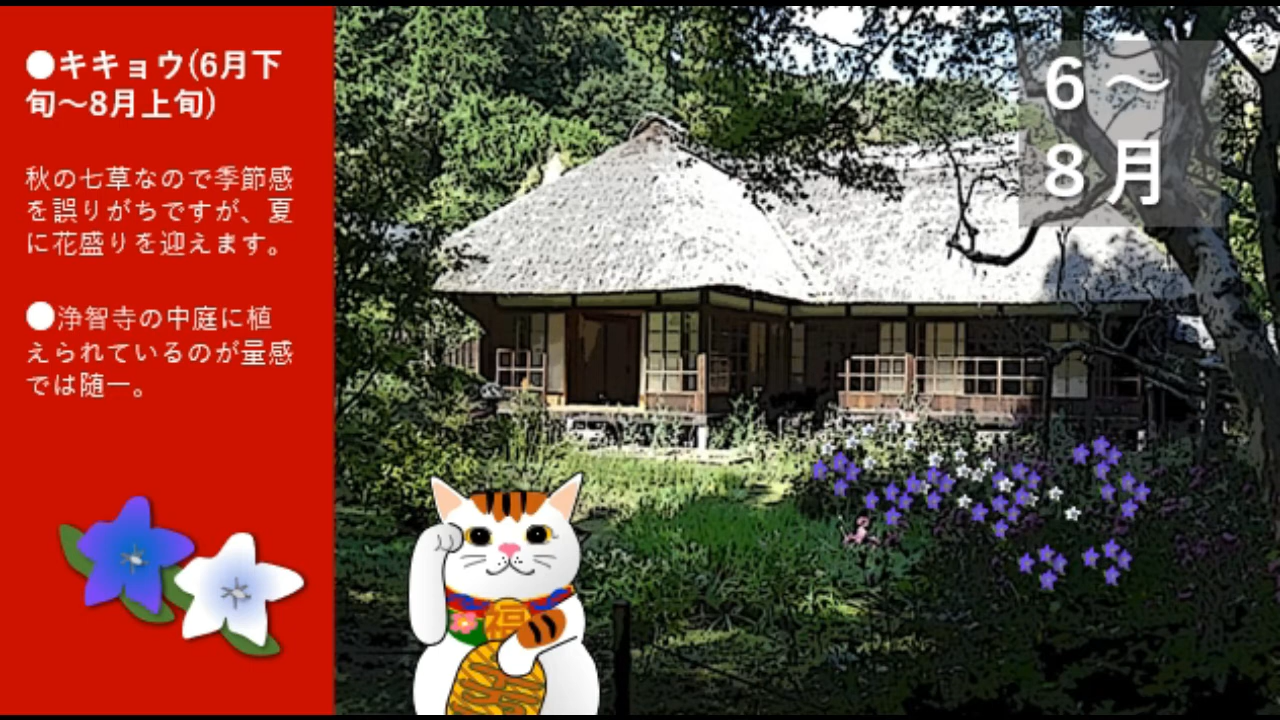 ●キキョウ(6月下
旬～8月上旬)
秋の七草なので季節感
を誤りがちですが、夏
に花盛りを迎えます。
●浄智寺の中庭に植
えられているのが量感
では随一。
6～
8月
福